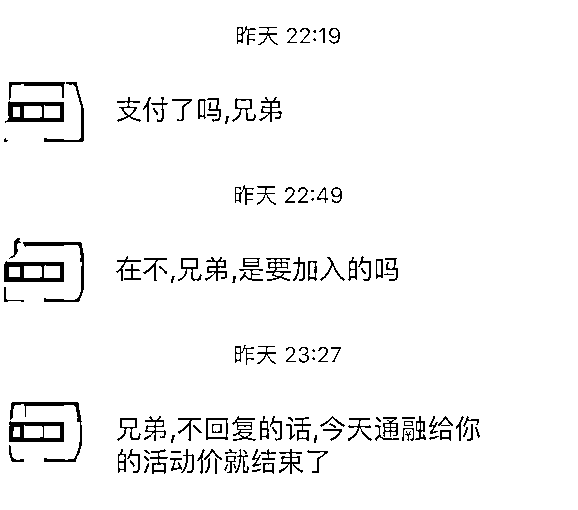 昨天 22:19
支付了吗,兄弟
昨天 22:49
在不,兄弟,是要加入的吗
昨天 23:27
兄弟,不回复的话,今天通融给你
的活动价就结束了